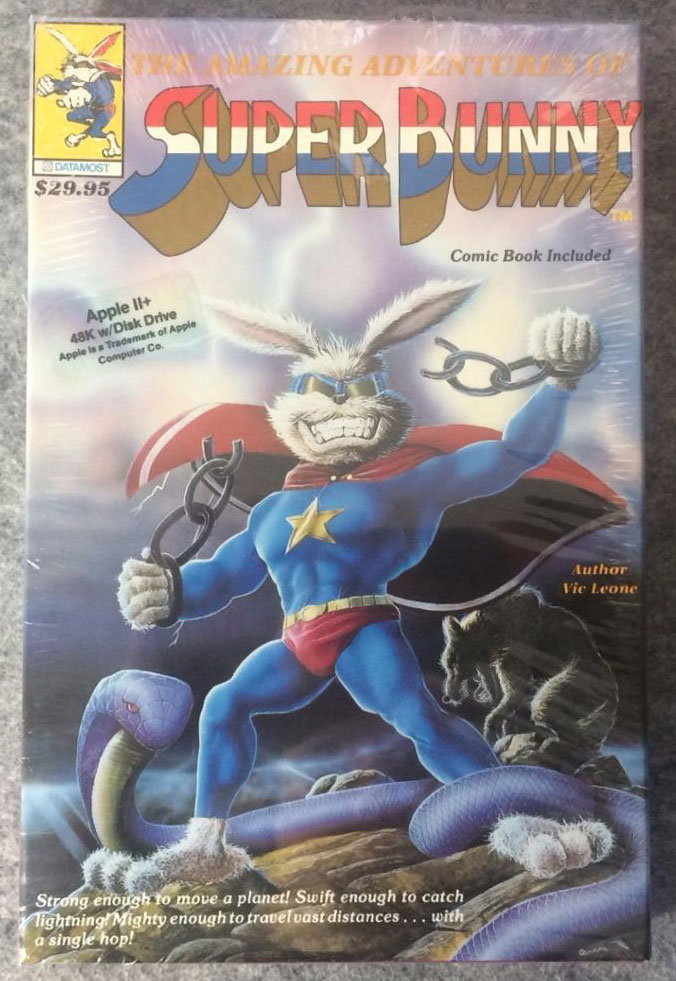 THE AMAZING ADVENTURES OF
SUPER BUNNY
TM
DATAMOST
$29.95
Comic Book Included
Apple II+
48K w/Disk Drive
Apple is a Trademark of Apple
Computer Co.
Author
Vic Leone
Strong enough to move a planet! Swift enough to catch
lightning! Mighty enough to travel vast distances . . . with
a single hop!